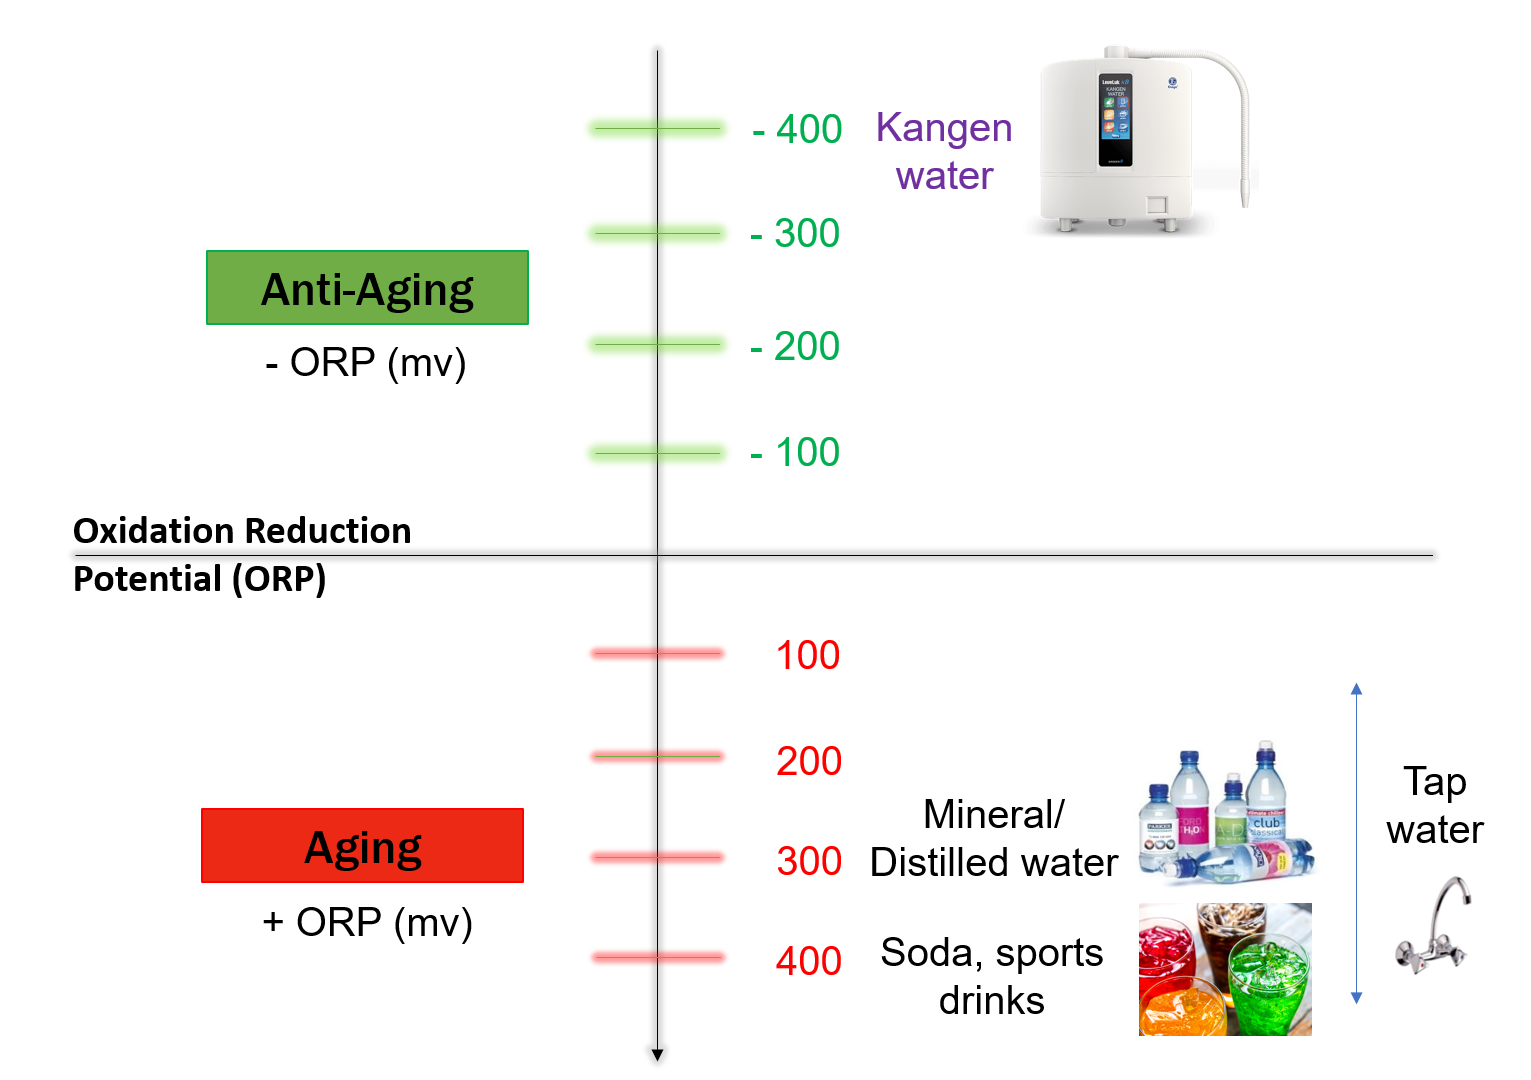 - 400
Kangen
water
LeveLuk K8
KANGEN
WATER
- 300
Anti-Aging
- ORP (mv)
- 200
- 100
Oxidation Reduction
Potential (ORP)
100
200
300
400
Aging
+ ORP (mv)
Mineral/
Distilled water
club
Soda, sports
drinks
Tap
water